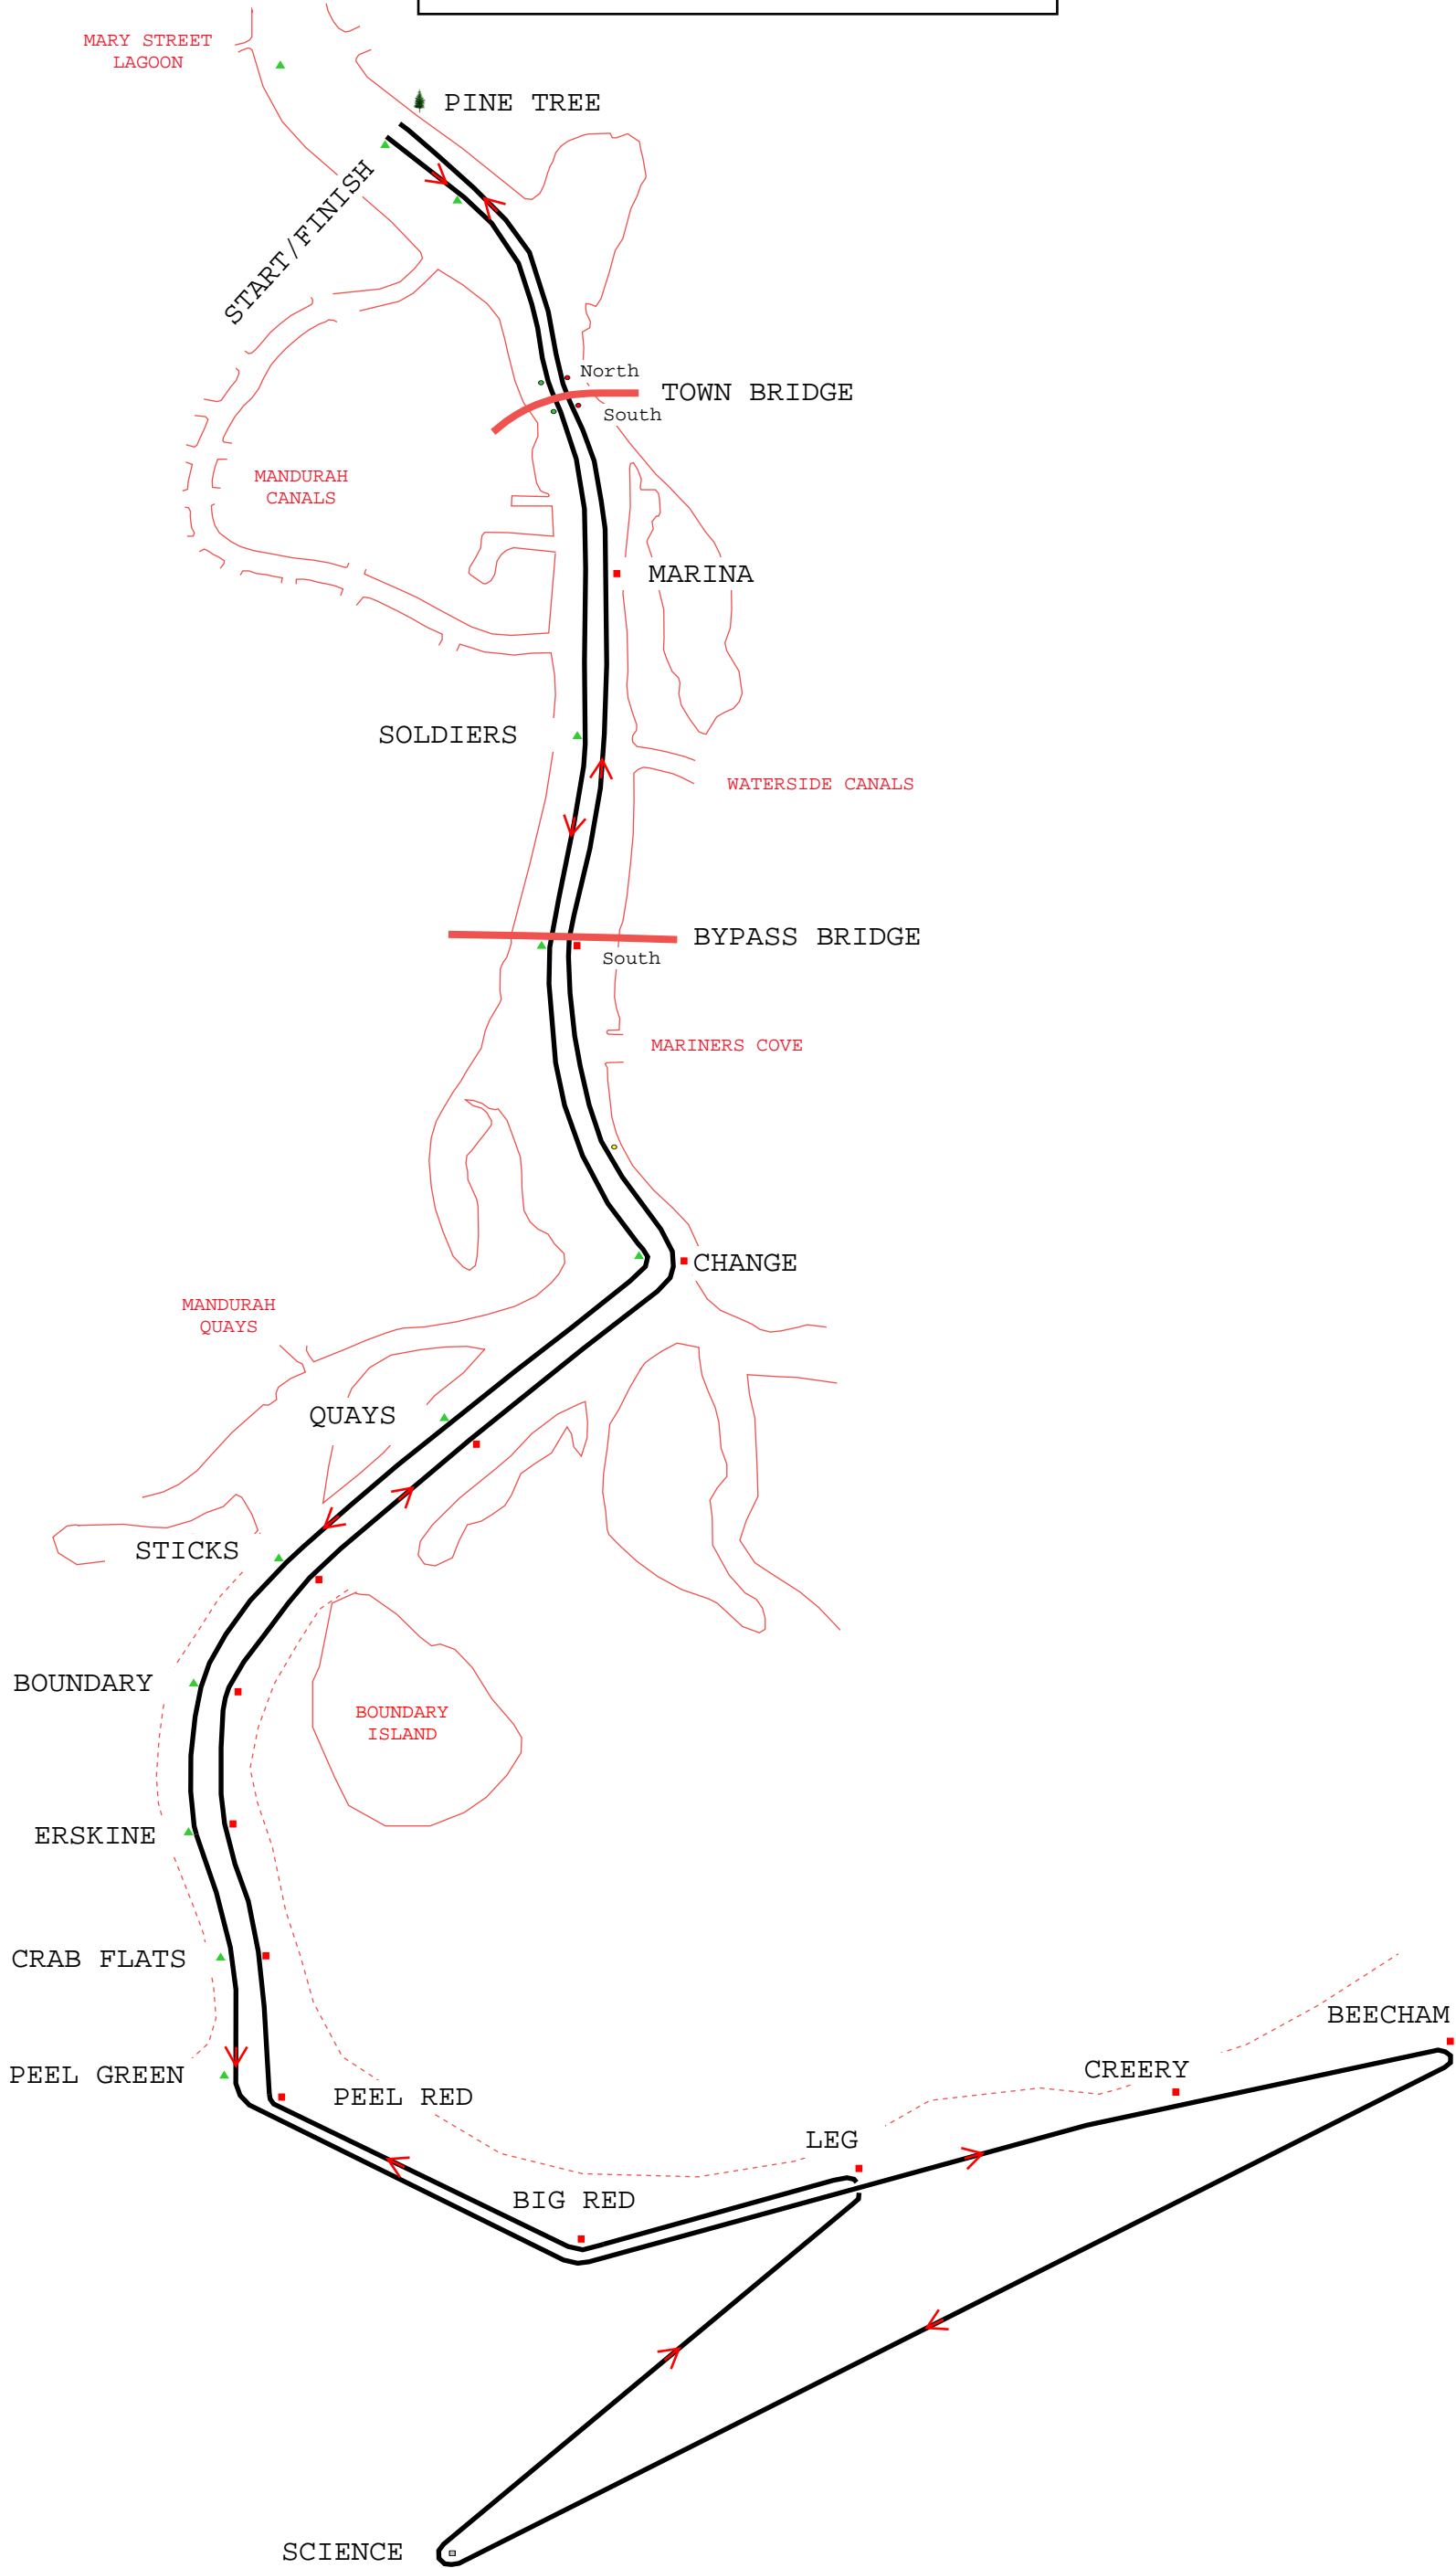 MARY STREET
LAGOON
PINE TREE
START/FINISH
North
TOWN BRIDGE
South
MANDURAH
CANALS
MARINA
SOLDIERS
WATERSIDE CANALS
BYPASS BRIDGE
South
MARINERS COVE
CHANGE
MANDURAH
QUAYS
QUAYS
STICKS
BOUNDARY
BOUNDARY
ISLAND
ERSKINE
CRAB FLATS
BEECHAM
CREERY
PEEL GREEN
PEEL RED
LEG
BIG RED
SCIENCE